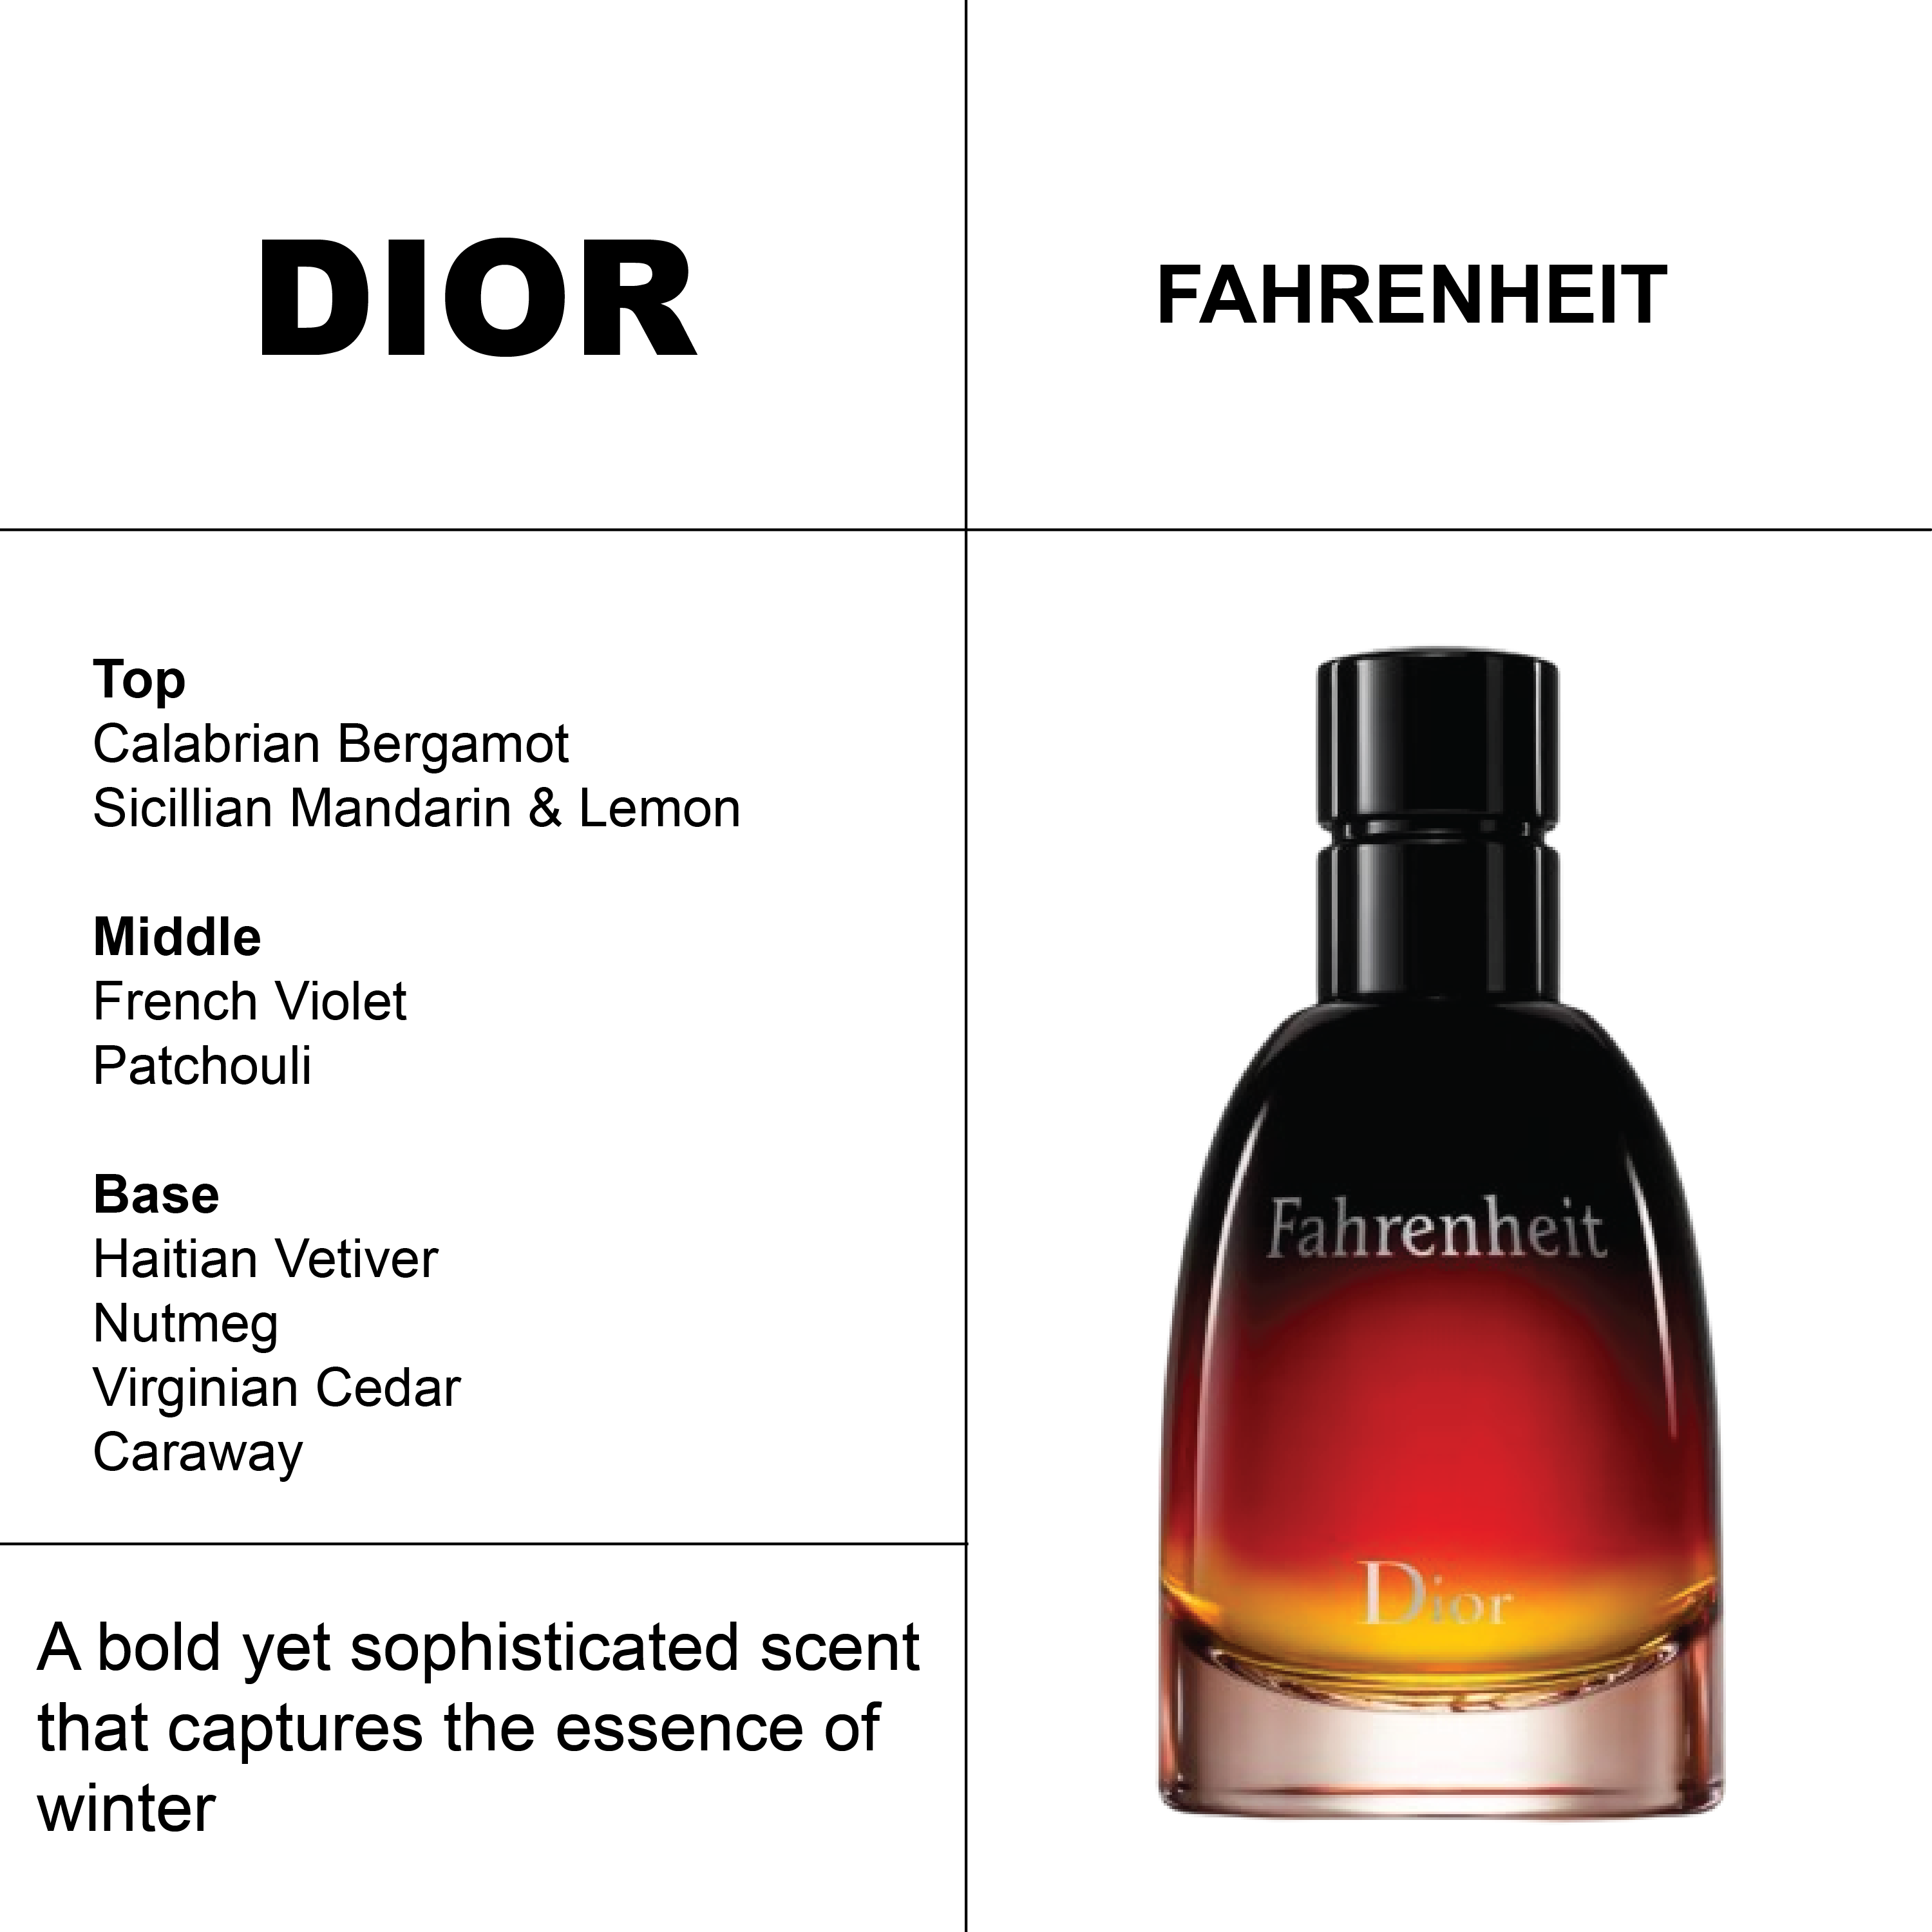 DIOR
FAHRENHEIT
Top
Calabrian Bergamot
Sicillian Mandarin & Lemon
Middle
French Violet
Patchouli
Base
Haitian Vetiver
Nutmeg
Virginian Cedar
Caraway
A bold yet sophisticated scent
that captures the essence of
winter
Fahrenheit
Dior